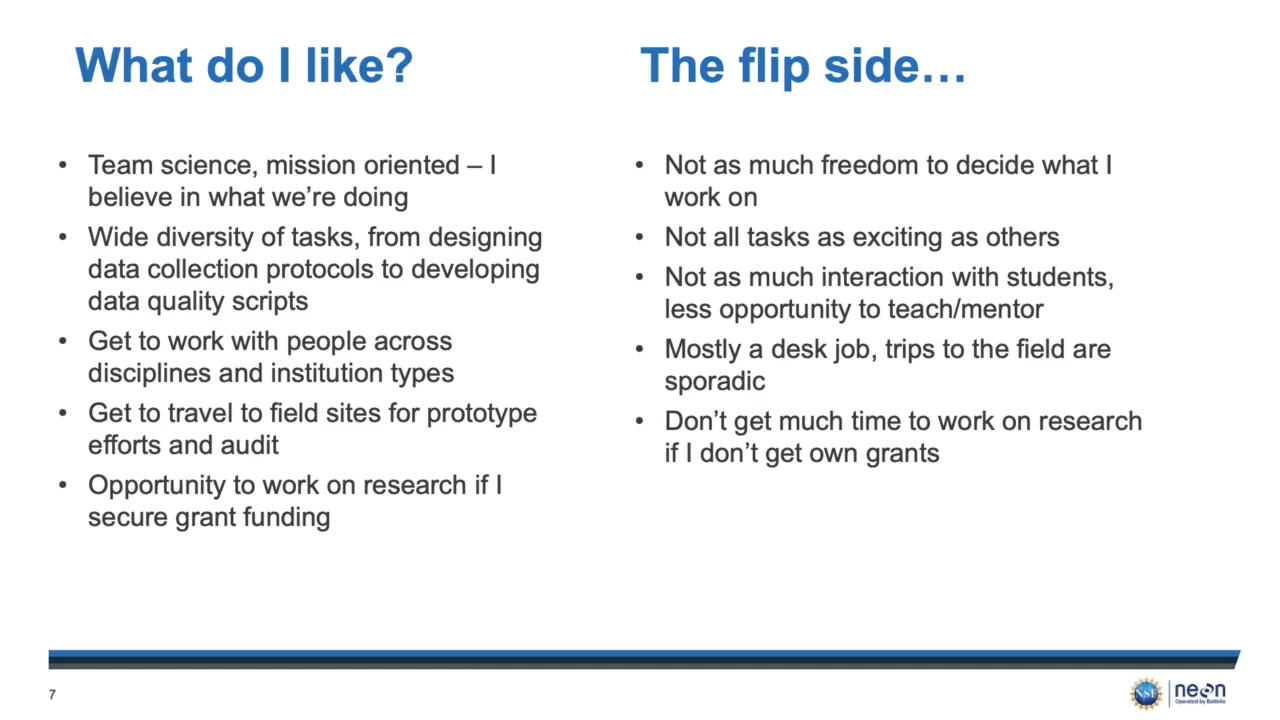 What do I like?
• Team science, mission oriented – I
believe in what we're doing
• Wide diversity of tasks, from designing
data collection protocols to developing
data quality scripts
• Get to work with people across
disciplines and institution types
• Get to travel to field sites for prototype
efforts and audit
• Opportunity to work on research if I
secure grant funding
The flip side…
• Not as much freedom to decide what I
work on
• Not all tasks as exciting as others
• Not as much interaction with students,
less opportunity to teach/mentor
• Mostly a desk job, trips to the field are
sporadic
• Don't get much time to work on research
if I don't get own grants
7
NSF
neon
Operated by Battelle